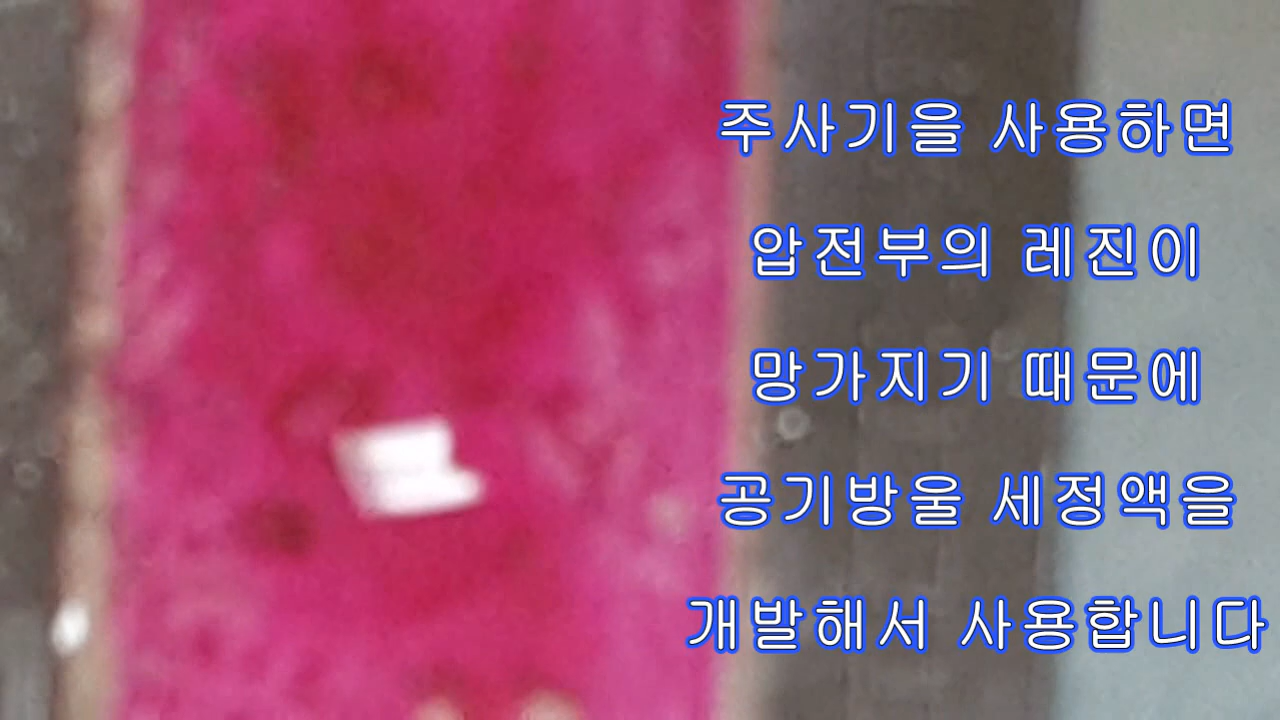 주사기을 사용하면
압전부의 레진이
망가지기 때문에
공기방울 세정액을
개발해서 사용합니다